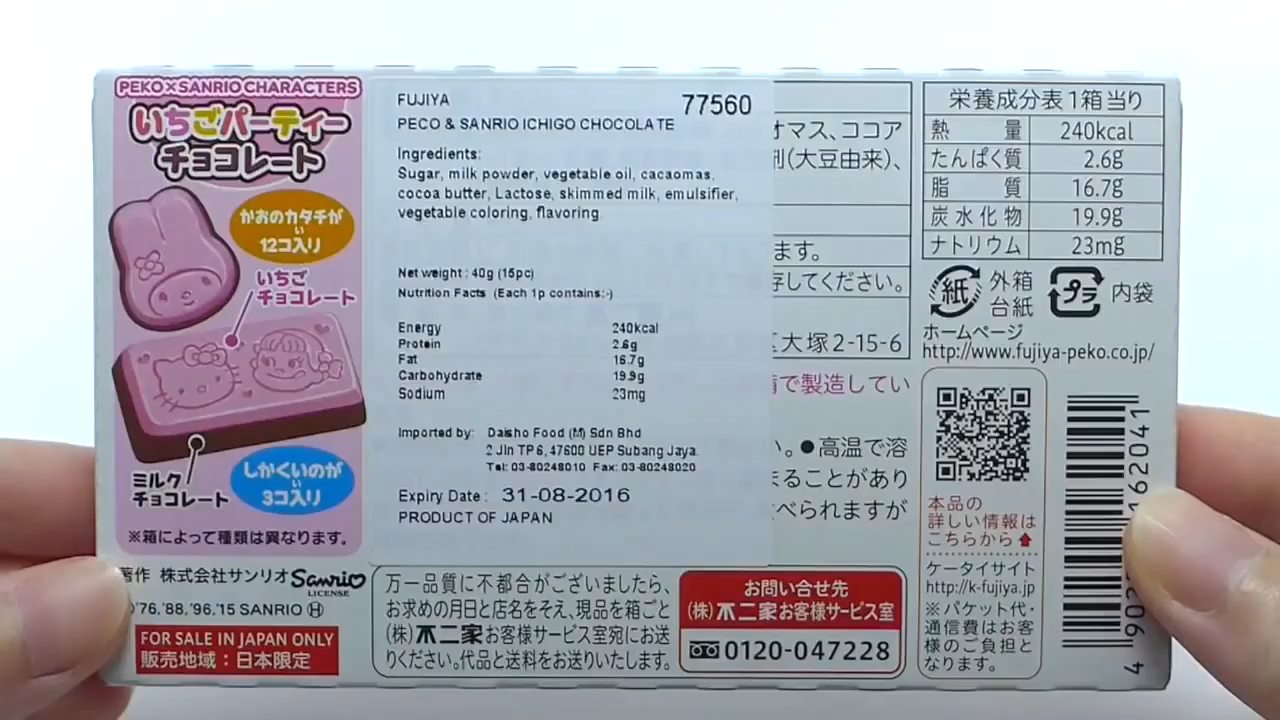 PEKO×SANRIO CHARACTERS
いちごパーティー
チョコレート
かおのカタチが
い
12コ入り
いちご
チョコレート
ミルク
チョコレート
しかくいのが
い
3コ入り
※箱によって種類は異なります。
著作 株式会社サンリオ Sanrio
LICENSE
'76,'88,'96,'15 SANRIO Ⓗ
FOR SALE IN JAPAN ONLY
販売地域:日本限定
FUJIYA 77560
PECO & SANRIO ICHIGO CHOCOLATE
Ingredients:
Sugar, milk powder, vegetable oil, cacaomas,
cocoa butter, Lactose, skimmed milk, emulsifier,
vegetable coloring, flavoring.
Net weight : 40g (15pc)
Nutrition Facts (Each 1p contains:-)
Energy 240kcal
Protein 2.6g
Fat 16.7g
Carbohydrate 19.9g
Sodium 23mg
Imported by: Daisho Food (M) Sdn Bhd
2 Jln TP 6, 47600 UEP Subang Jaya.
Tel: 03-80248010 Fax: 03-80248020
Expiry Date : 31-08-2016
PRODUCT OF JAPAN
オマス、ココア
(大豆由来)、
ます。
存してください。
大塚2-15-6
で製造してい
い。●高温で溶
まることがあり
べられますが
万一品質に不都合がございましたら、
お求めの月日と店名をそえ、現品を箱ごと
(株)不二家お客様サービス室宛にお送
りください。代品と送料をお送りいたします。
お問い合せ先
(株)不二家お客様サービス室
0120-047228
栄養成分表1箱当り
熱量 240kcal
たんぱく質 2.6g
脂質 16.7g
炭水化物 19.9g
ナトリウム 23mg
紙 外箱 台紙 プラ 内袋
ホームページ
http://www.fujiya-peko.co.jp/
本品の
詳しい情報は
こちらから
ケータイサイト
http://k-fujiya.jp
※パケット代・
通信費はお客
様のご負担と
なります。